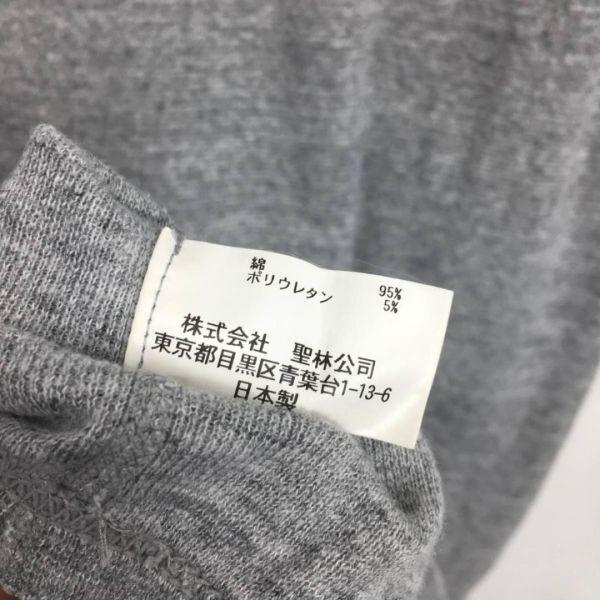 綿 95%
ポリウレタン 5%
株式会社 聖林公司
東京都目黒区青葉台1-13-6
日本製